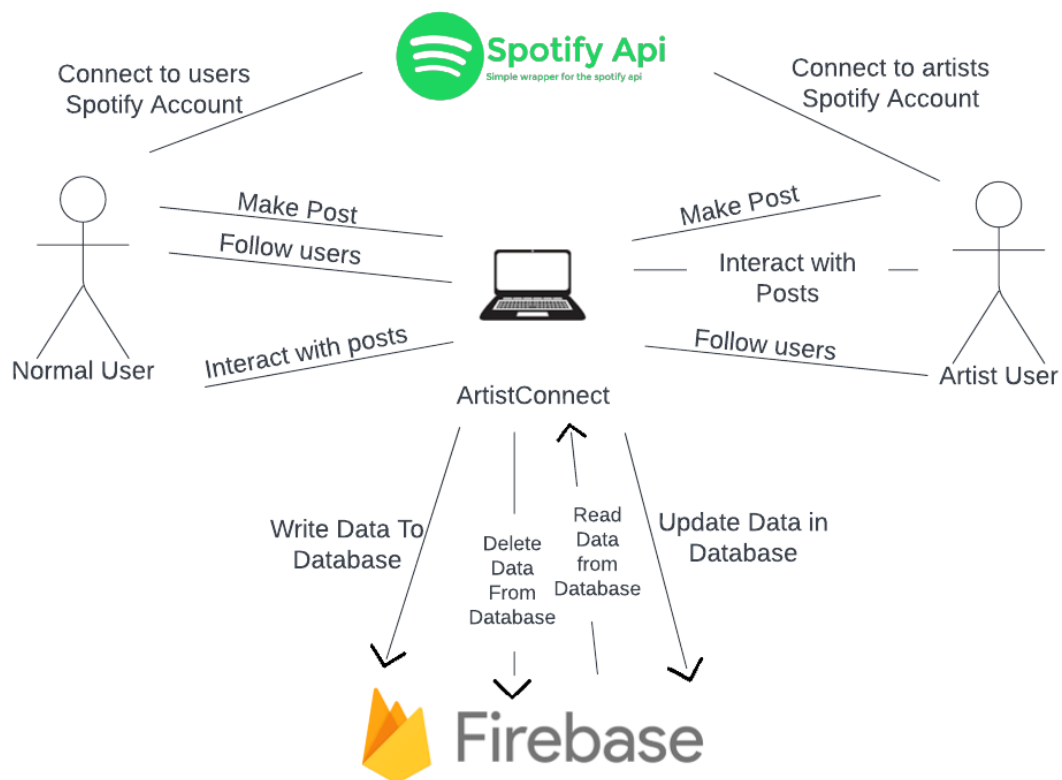 Spotify Api
Simple wrapper for the spotify api
Connect to users
Spotify Account
Connect to artists
Spotify Account
Make Post
Follow users
Interact with posts
Normal User
Make Post
Interact with
Posts
Follow users
Artist User
ArtistConnect
Write Data To
Database
Delete
Data
From
Database
Read
Data
from
Database
Update Data in
Database
Firebase